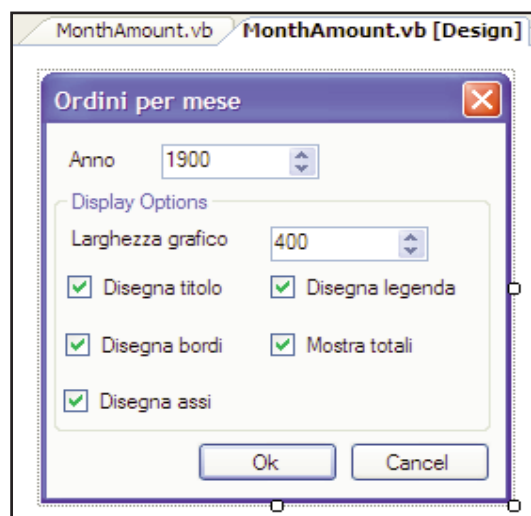 MonthAmount.vb MonthAmount.vb [Design]
Ordini per mese
Anno 1900
Display Options
Larghezza grafico 400
Disegna titolo Disegna legenda
Disegna bordi Mostra totali
Disegna assi
Ok Cancel